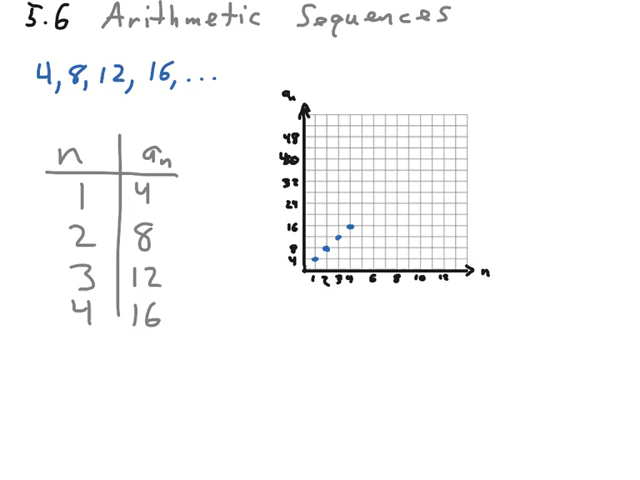 5.6 Arithmetic Sequences
4, 8, 12, 16, ...
n aₙ
1 4
2 8
3 12
4 16
aₙ
48
40
32
24
16
8
4
1 2 3 4 6 8 10 12 n